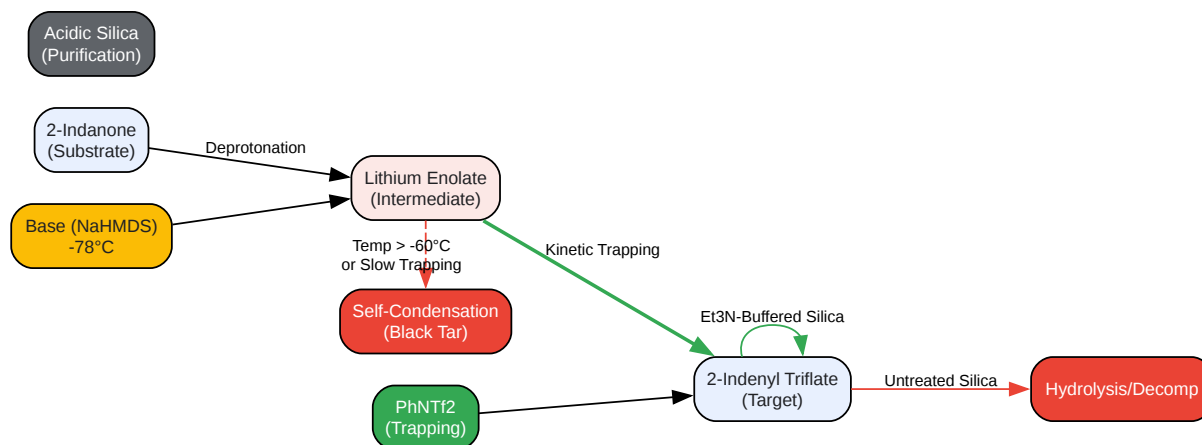 Acidic Silica
(Purification)
2-Indanone
(Substrate)
Deprotonation
Lithium Enolate
(Intermediate)
Base (NaHMDS)
-78°C
Temp > -60°C
or Slow Trapping
Kinetic Trapping
Self-Condensation
(Black Tar)
Et3N-Buffered Silica
2-Indenyl Triflate
(Target)
Untreated Silica
Hydrolysis/Decomp
PhNTf2
(Trapping)